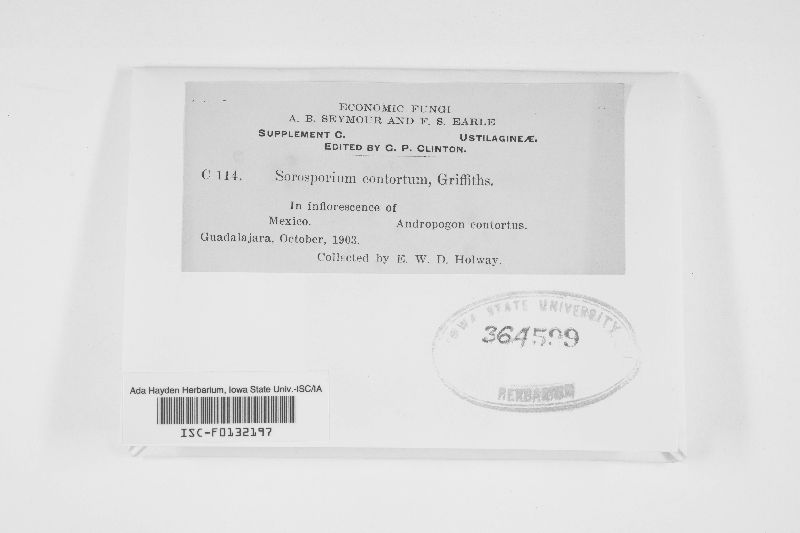 ECONOMIC FUNGI
A. B. SEYMOUR AND F. S. EARLE
SUPPLEMENT C. USTILAGINEÆ.
EDITED BY G. P. CLINTON.
C 114. Sorosporium contortum, Griffiths.
In inflorescence of
Mexico. Andropogon contortus.
Guadalajara, October, 1903.
Collected by E. W. D. Holway.
IOWA STATE UNIVERSITY
364599
HERBARIUM
Ada Hayden Herbarium, Iowa State Univ.-ISC/IA
ISC-F0132197